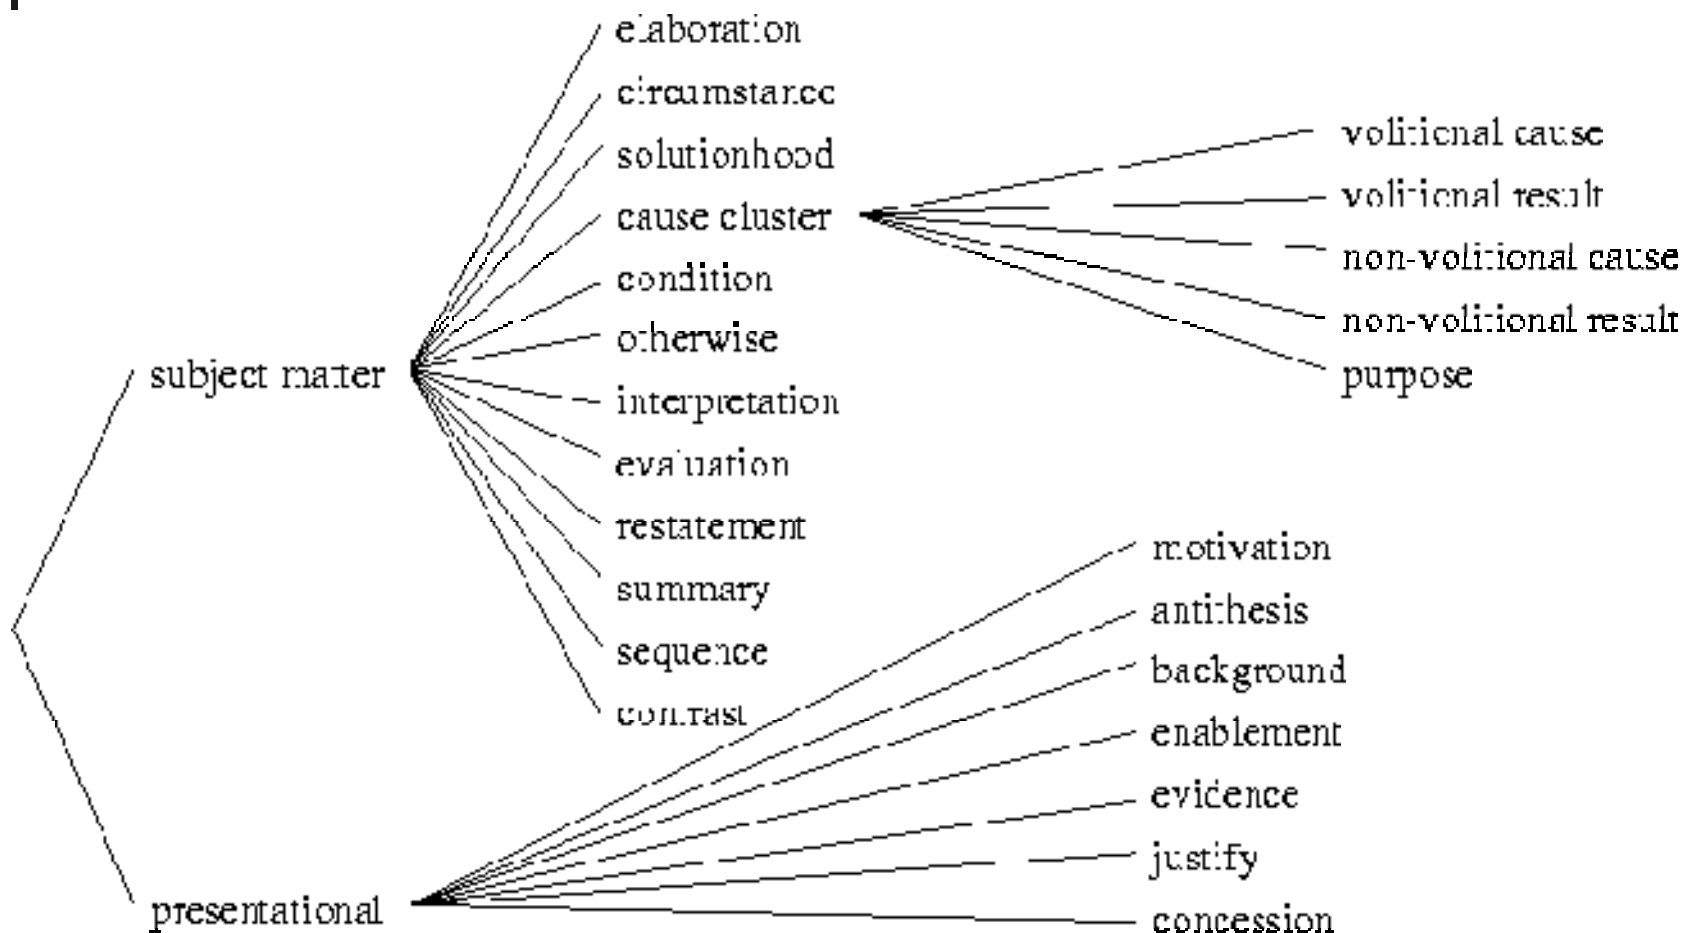 elaboration
circumstance
solutionhood
cause cluster
condition
otherwise
interpretation
evaluation
restatement
summary
sequence
contrast
subject matter
volitional cause
volitional result
non-volitional cause
non-volitional result
purpose
presentational
motivation
antithesis
background
enablement
evidence
justify
concession